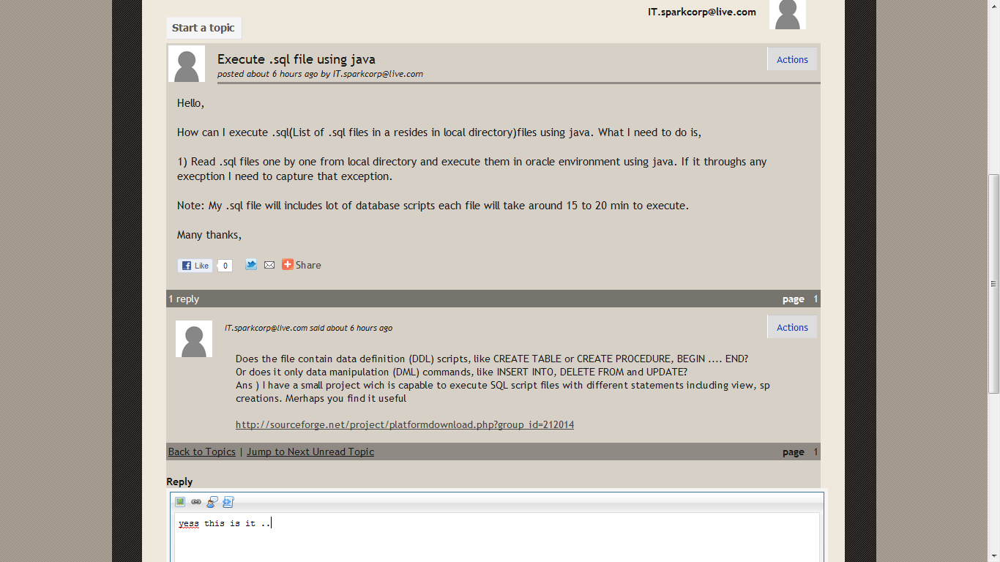 IT.sparkcorp@live.com
Start a topic
Execute .sql file using java
Actions
posted about 6 hours ago by IT.sparkcorp@live.com
Hello,
How can I execute .sql(List of .sql files in a resides in local directory)files using java. What I need to do is,
1) Read .sql files one by one from local directory and execute them in oracle environment using java. If it throughs any
execption I need to capture that exception.
Note: My .sql file will includes lot of database scripts each file will take around 15 to 20 min to execute.
Many thanks,
Like 0 Share
1 reply page 1
IT.sparkcorp@live.com said about 6 hours ago
Actions
Does the file contain data definition (DDL) scripts, like CREATE TABLE or CREATE PROCEDURE, BEGIN .... END?
Or does it only data manipulation (DML) commands, like INSERT INTO, DELETE FROM and UPDATE?
Ans ) I have a small project wich is capable to execute SQL script files with different statements including view, sp
creations. Merhaps you find it useful
http://sourceforge.net/project/platformdownload.php?group_id=212014
Back to Topics | Jump to Next Unread Topic page 1
Reply
yess this is it ..